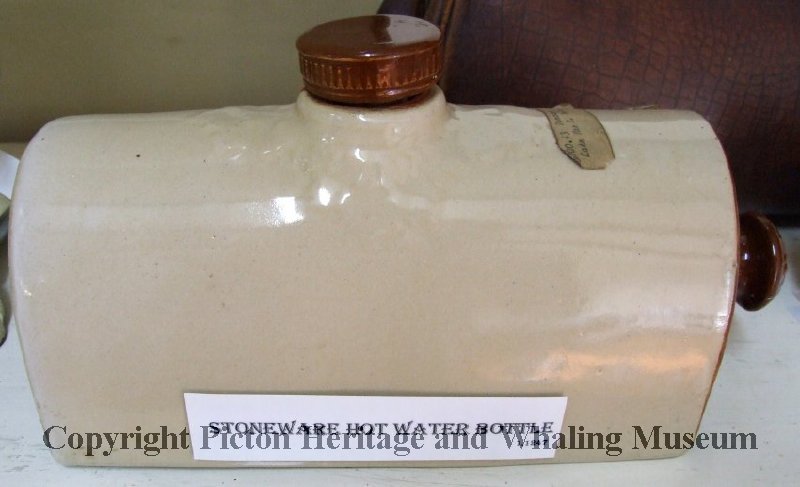 STONEWARE HOT WATER BOTTLE
Copyright Picton Heritage and Whaling Museum